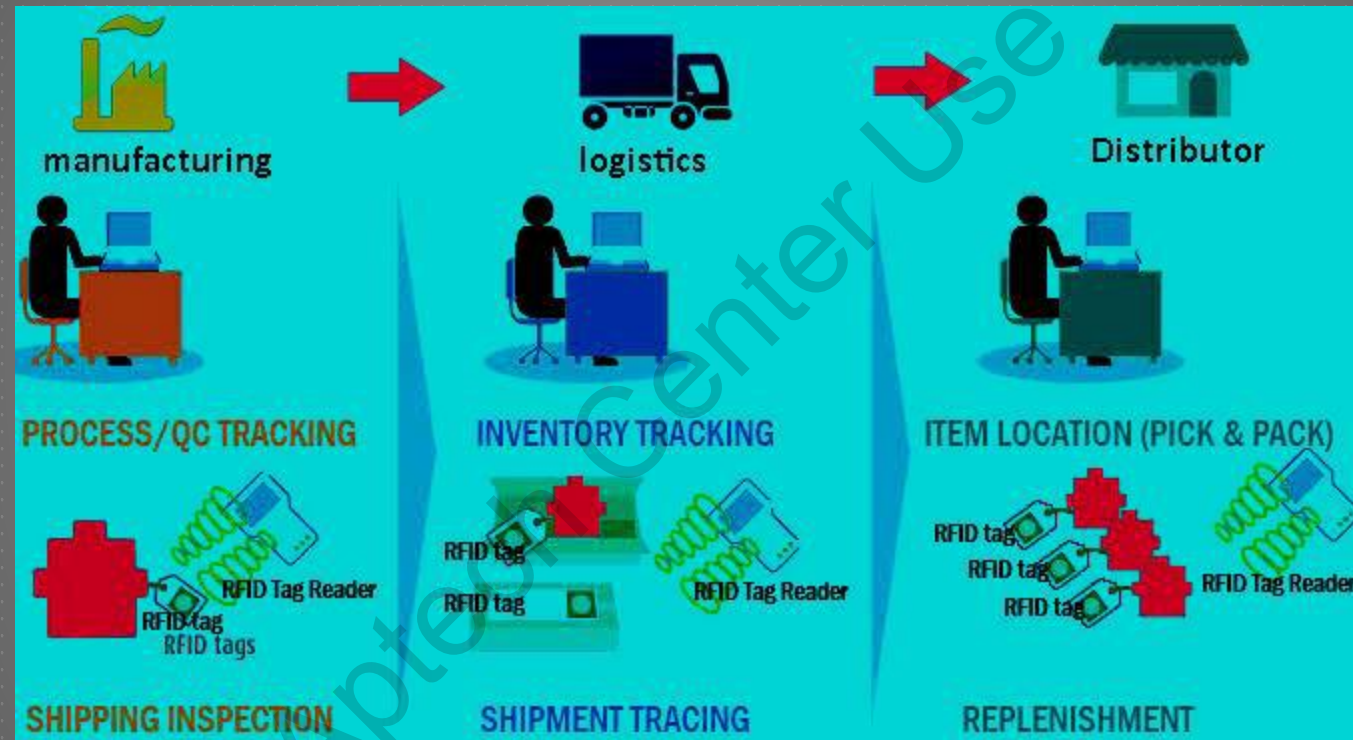 manufacturing
logistics
Distributor
PROCESS/QC TRACKING
INVENTORY TRACKING
ITEM LOCATION (PICK & PACK)
RFID Tag Reader
RFID tag
RFID tags
RFID tag
RFID tag
RFID Tag Reader
RFID tag
RFID tag
RFID tag
RFID Tag Reader
SHIPPING INSPECTION
SHIPMENT TRACING
REPLENISHMENT
Aptech Center Use